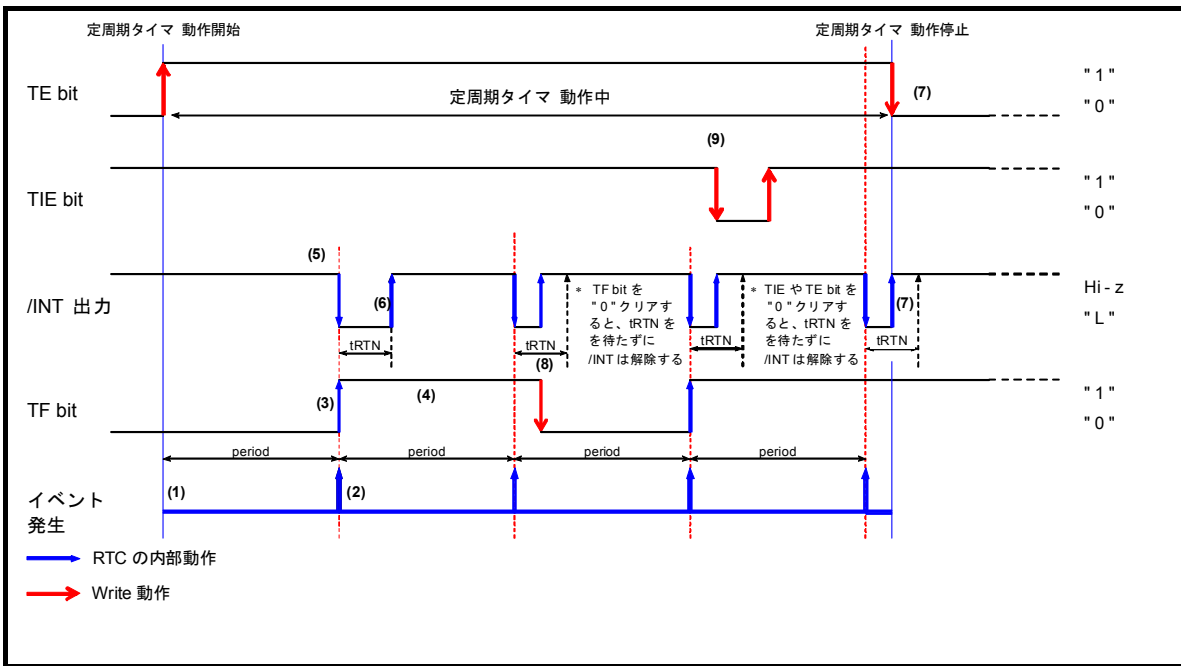 定周期タイマ 動作開始
定周期タイマ 動作停止
TE bit
定周期タイマ 動作中
(7)
" 1 "
" 0 "
(9)
TIE bit
" 1 "
" 0 "
(5)
/INT 出力
(6)
* TF bit を
"0"クリアす
ると、tRTN を
を待たずに
/INT は解除する
* TIE や TE bit を
"0"クリアす
ると、tRTN を
を待たずに
/INT は解除する
(7)
Hi - z
" L "
tRTN
tRTN
tRTN
tRTN
(8)
TF bit
(3)
(4)
" 1 "
" 0 "
period
period
period
period
イベント
発生
(1)
(2)
RTC の内部動作
Write 動作